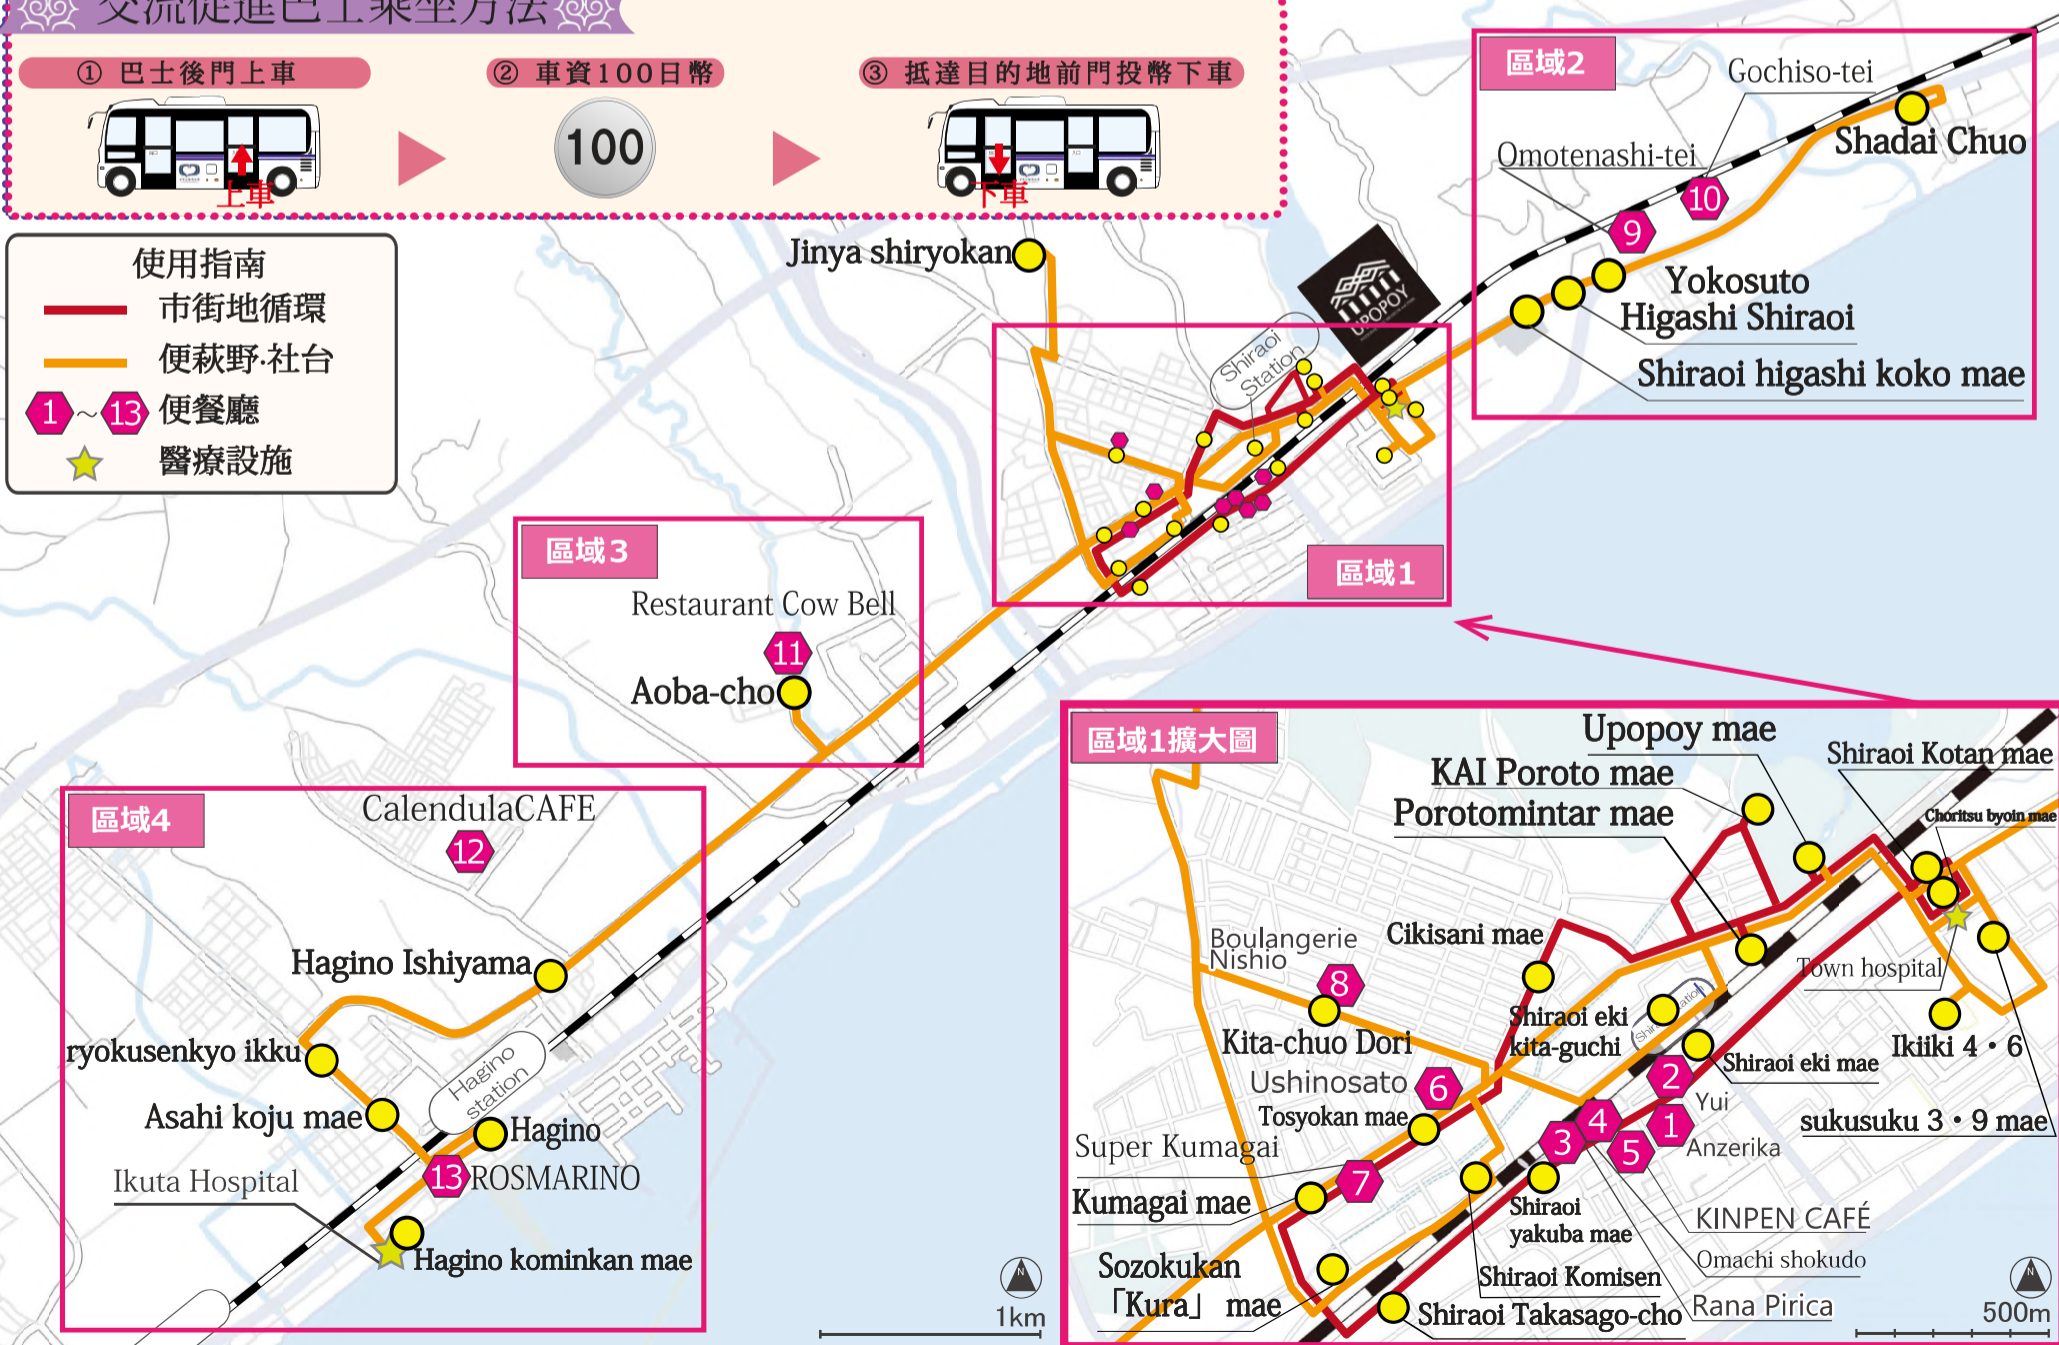 交流促進巴士乘坐方法
① 巴士後門上車
② 車資100日幣
③ 抵達目的地前門投幣下車
上車
100
下車
使用指南
市街地循環
便萩野·社台
1 ~ 13 便餐廳
醫療設施
Jinya shiryokan
UPOPOY
Shiraoi
Station
區域1
區域2
Gochiso-tei
Omotenashi-tei
10
9
Shadai Chuo
Yokosuto
Higashi Shiraoi
Shiraoi higashi koko mae
區域3
Restaurant Cow Bell
11
Aoba-cho
區域4
CalendulaCAFE
12
Hagino Ishiyama
ryokusenkyo ikku
Hagino
station
Asahi koju mae
Hagino
13
ROSMARINO
Ikuta Hospital
Hagino kominkan mae
N
1km
區域1擴大圖
Upopoy mae
KAI Poroto mae
Porotomintar mae
Shiraoi Kotan mae
Choritsu byoin mae
Cikisani mae
Boulangerie
Nishio
8
Town hospital
Shiraoi eki
kita-guchi
Kita-chuo Dori
Ikiiki 4・6
Shiraoi eki mae
Ushinosato
6
2
Yui
Tosyokan mae
4
1
sukusuku 3・9 mae
3
5
Anzerika
Super Kumagai
7
Kumagai mae
Shiraoi
yakuba mae
KINPEN CAFÉ
Omachi shokudo
Sozokukan
「Kura」 mae
Shiraoi Komisen
Rana Pirica
Shiraoi Takasago-cho
N
500m